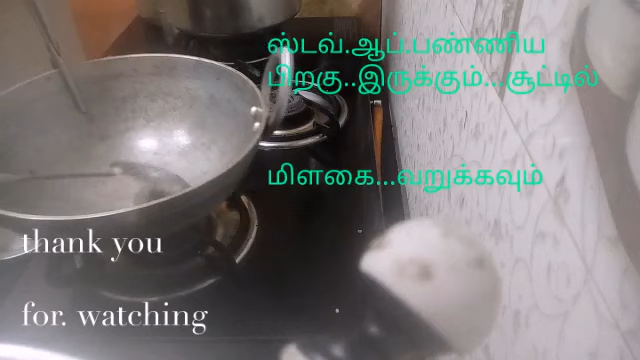 ஸ்டவ்.ஆப்.பண்ணிய
பிறகு..இருக்கும்...சூட்டில்
மிளகை...வறுக்கவும்
thank you
for. watching